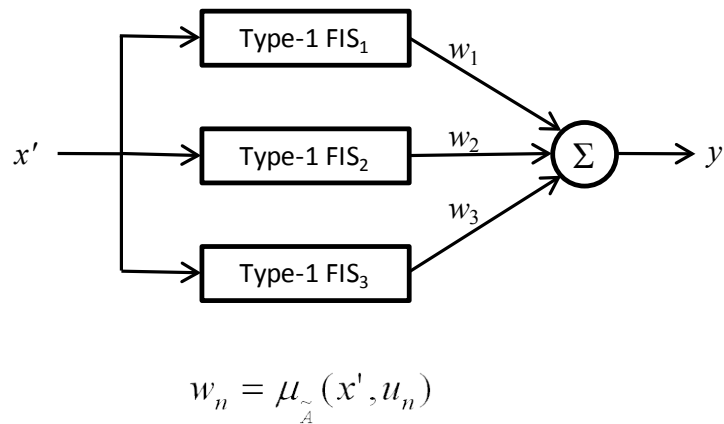 Type-1 FIS₁
w₁
x' Type-1 FIS₂ w₂ Σ y
w₃
Type-1 FIS₃
wₙ = μ_Ã(x', uₙ)